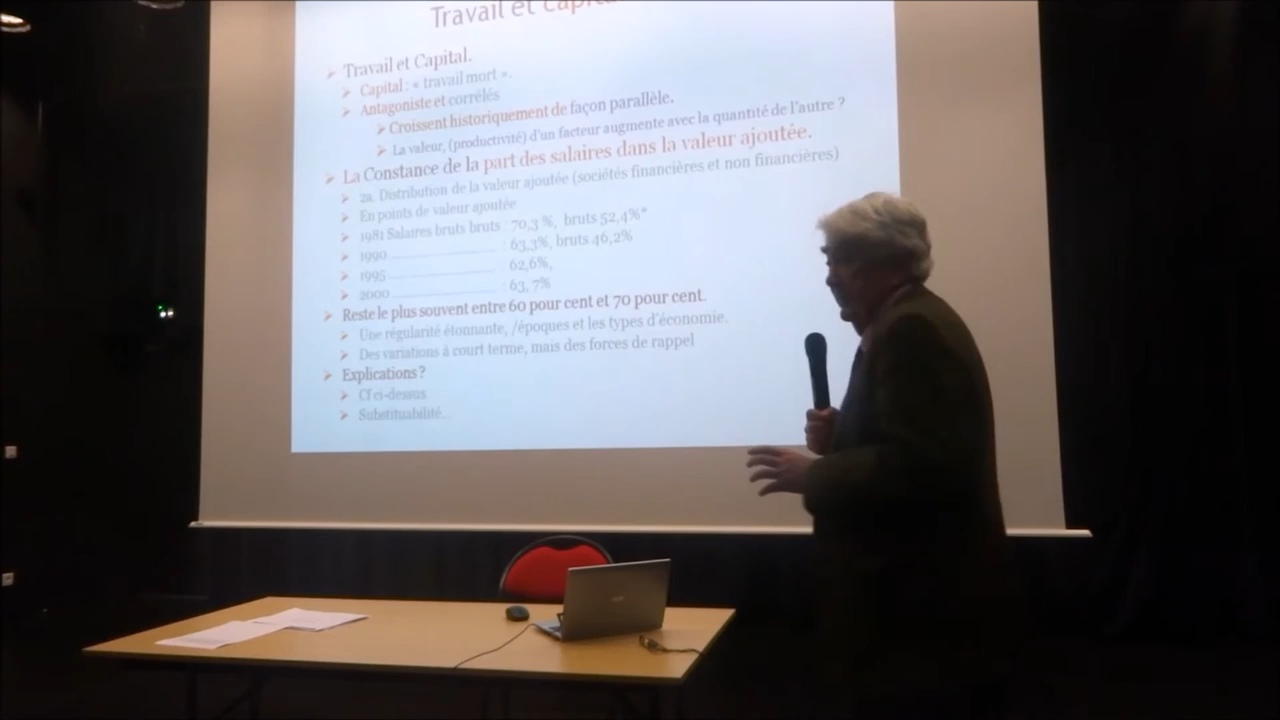 Travail et Capita
Travail et Capital.
Capital : « travail mort ».
Antagoniste et corrélés
Croissent historiquement de façon parallèle.
La valeur, (productivité) d'un facteur augmente avec la quantité de l'autre ?
La Constance de la part des salaires dans la valeur ajoutée.
2a. Distribution de la valeur ajoutée (sociétés financières et non financières)
En points de valeur ajoutée
1981 Salaires bruts bruts : 70,3 %, bruts 52,4%*
1990 : 63,3%, bruts 46,2%
1995 62,6%,
2000 : 63, 7%
Reste le plus souvent entre 60 pour cent et 70 pour cent.
Une régularité étonnante, /époques et les types d'économie.
Des variations à court terme, mais des forces de rappel
Explications ?
Cf ci-dessus
Substituabilité...